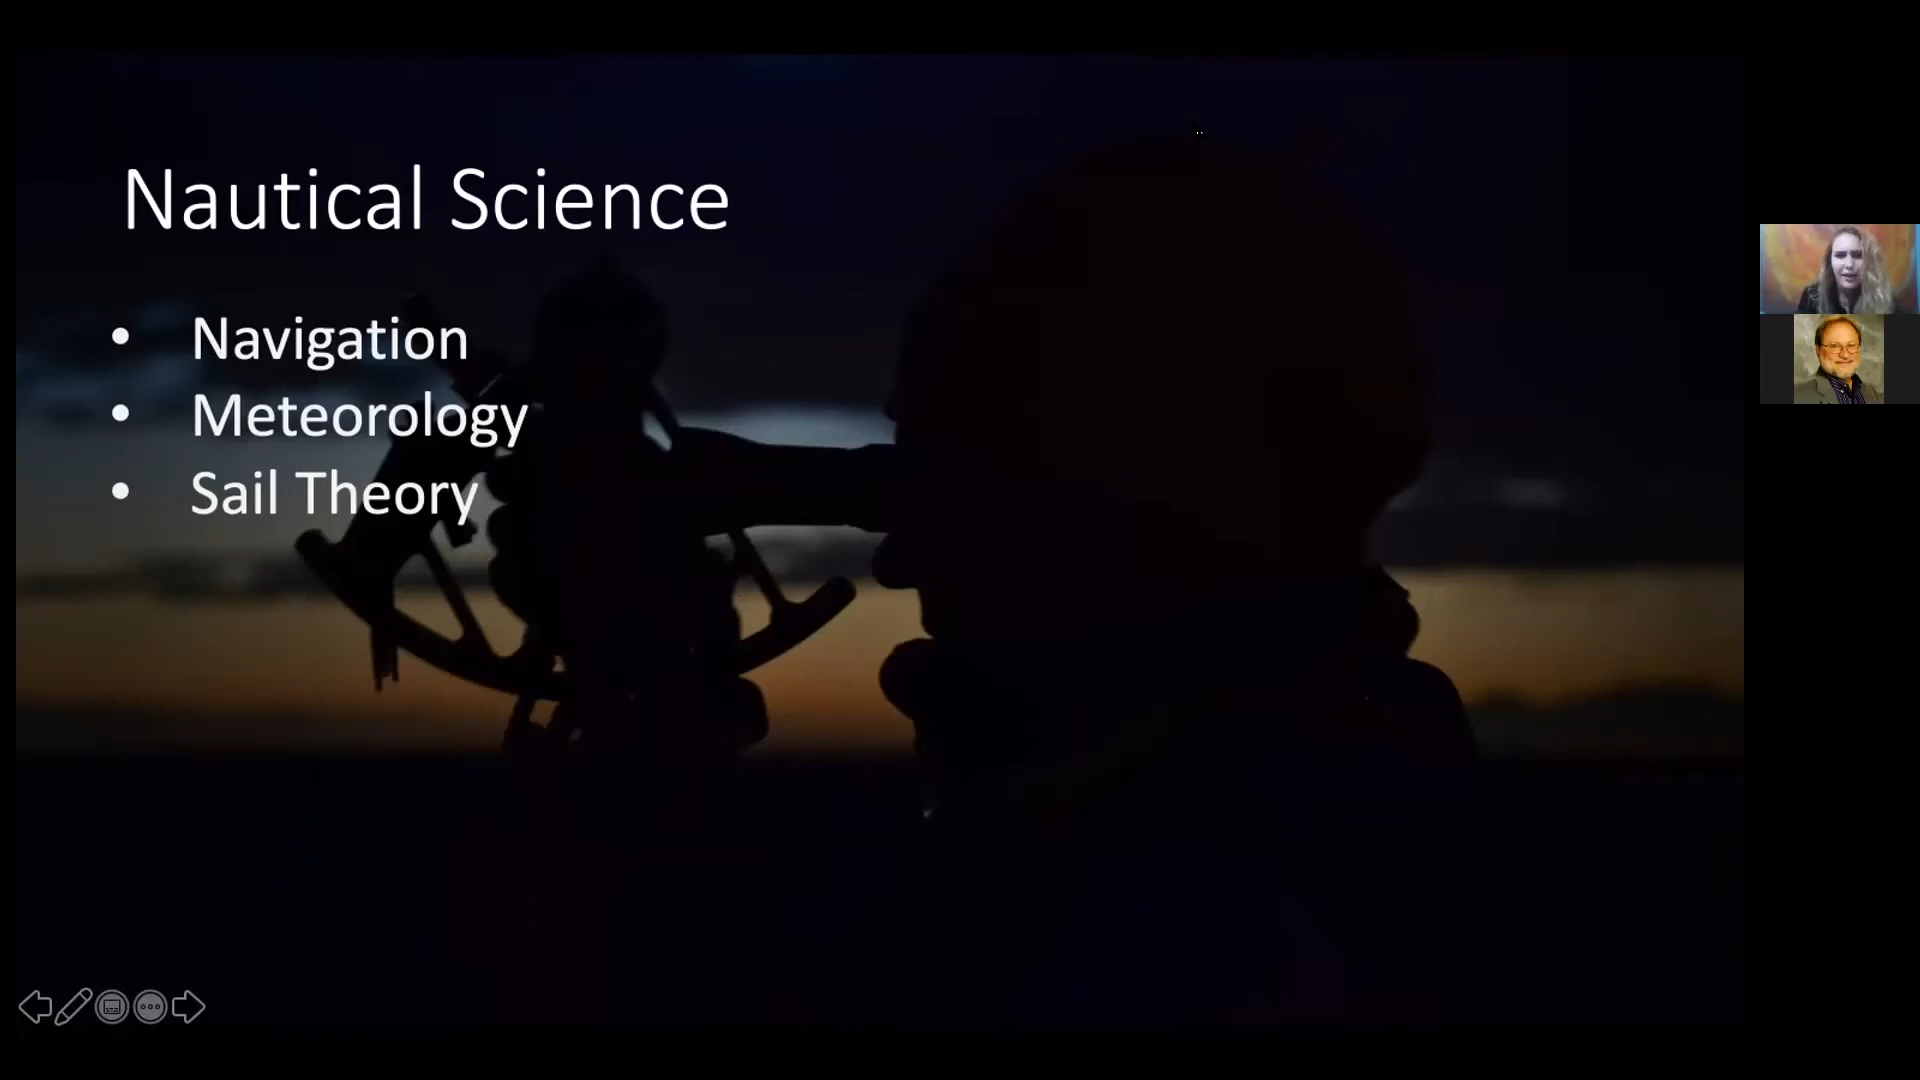 Nautical Science
• Navigation
• Meteorology
• Sail Theory